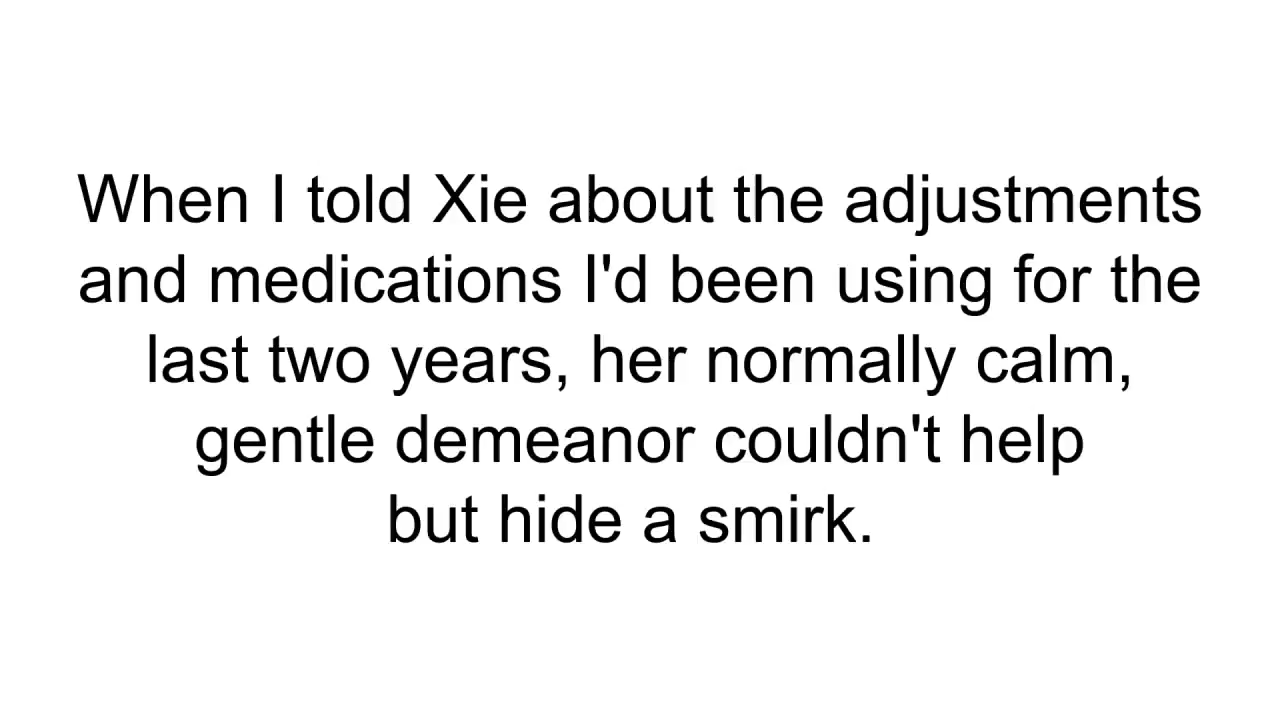 When I told Xie about the adjustments
and medications I'd been using for the
last two years, her normally calm,
gentle demeanor couldn't help
but hide a smirk.